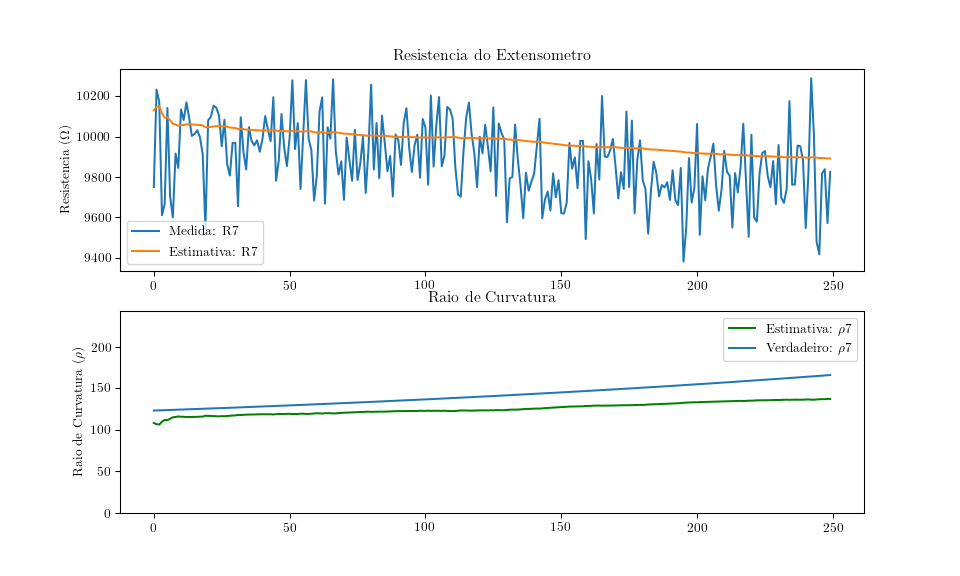 Resistencia do Extensometro
Resistencia (Ω)
10200
10000
9800
9600
9400
Medida: R7
Estimativa: R7
0 50 100 150 200 250
Raio de Curvatura
Raio de Curvatura (ρ)
200
150
100
50
0
Estimativa: ρ7
Verdadeiro: ρ7
0 50 100 150 200 250